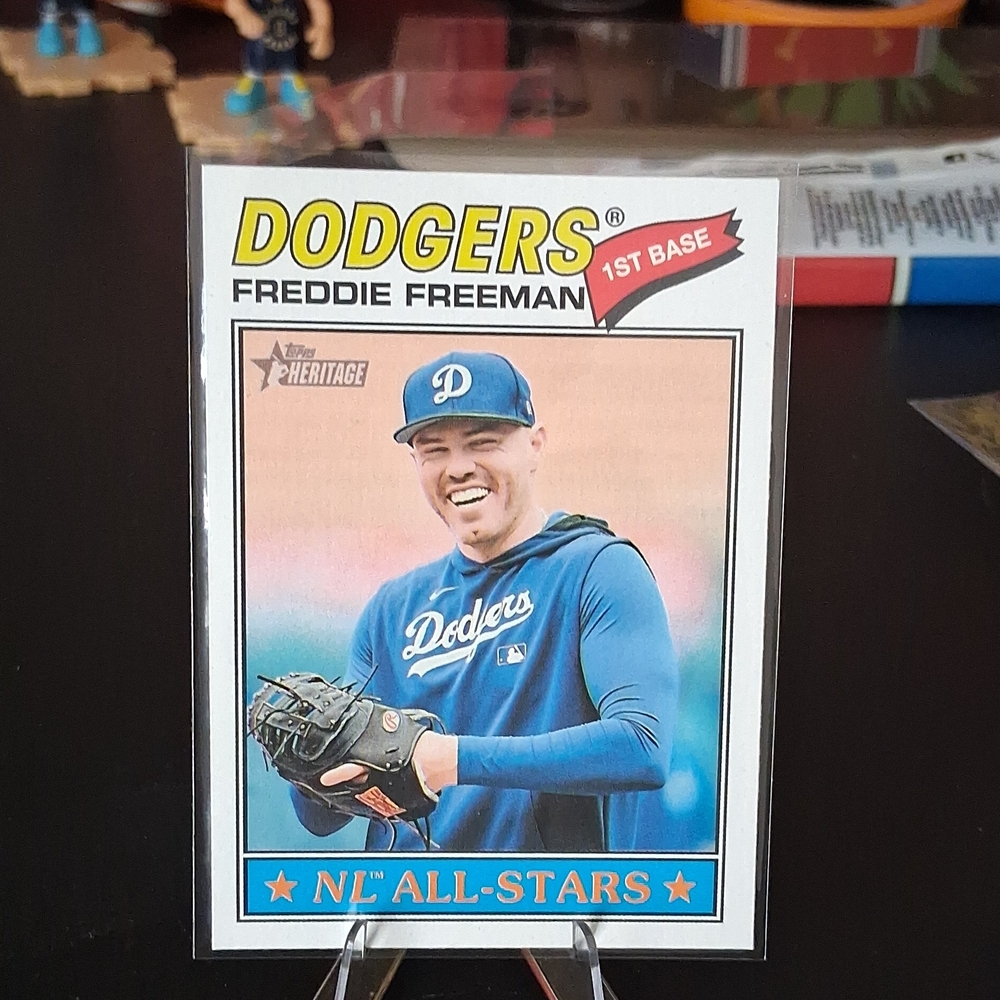 DODGERS®
1ST BASE
FREDDIE FREEMAN
TOPPS
HERITAGE
D
Dodgers
R
NL™ ALL-STARS